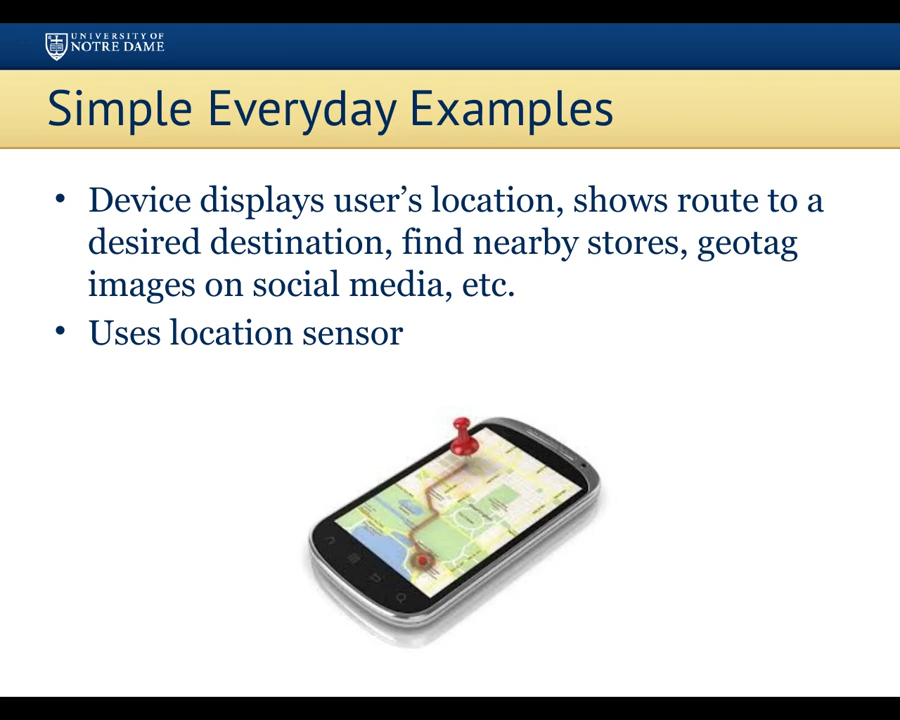 UNIVERSITY OF
NOTRE DAME
Simple Everyday Examples
• Device displays user’s location, shows route to a
desired destination, find nearby stores, geotag
images on social media, etc.
• Uses location sensor